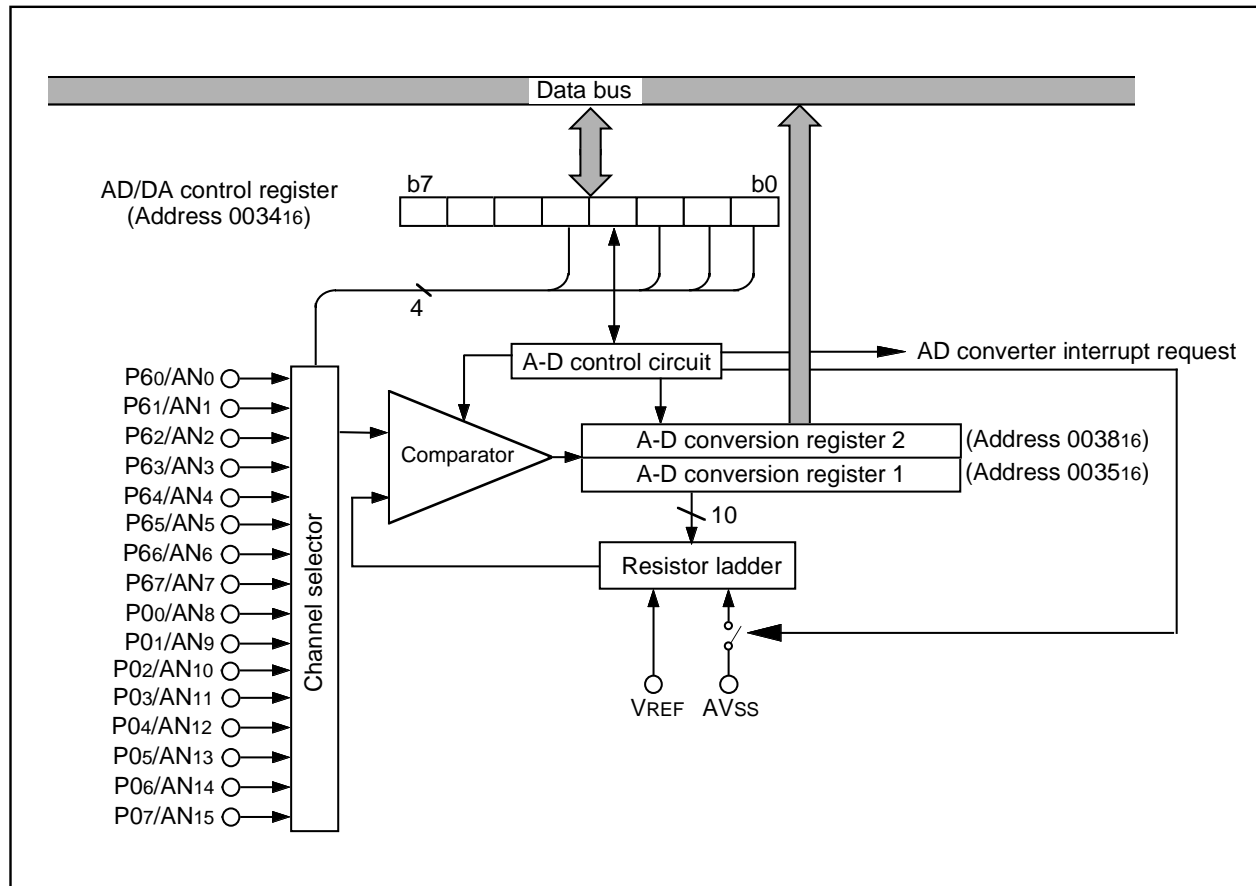 Data bus
AD/DA control register
(Address 003416)
b7
b0
4
A-D control circuit
AD converter interrupt request
P60/AN0
P61/AN1
P62/AN2
P63/AN3
P64/AN4
P65/AN5
P66/AN6
P67/AN7
P00/AN8
P01/AN9
P02/AN10
P03/AN11
P04/AN12
P05/AN13
P06/AN14
P07/AN15
Channel selector
Comparator
A-D conversion register 2
(Address 003816)
A-D conversion register 1
(Address 003516)
10
Resistor ladder
VREF
AVSS